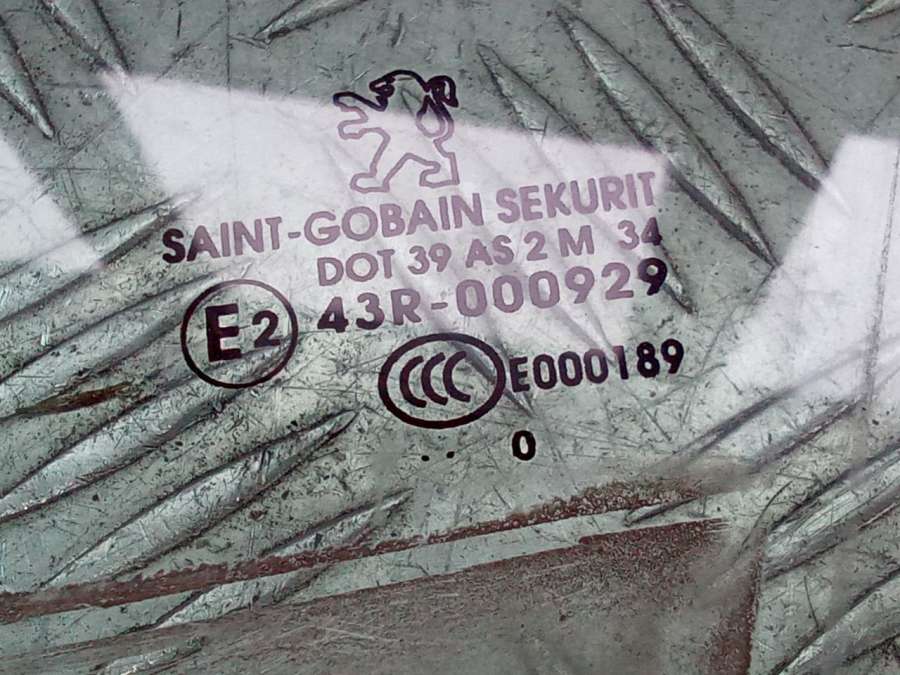 SAINT-GOBAIN SEKURIT
DOT 39 AS 2 M 34
E2 43R-000929
CCC E000189
.. 0